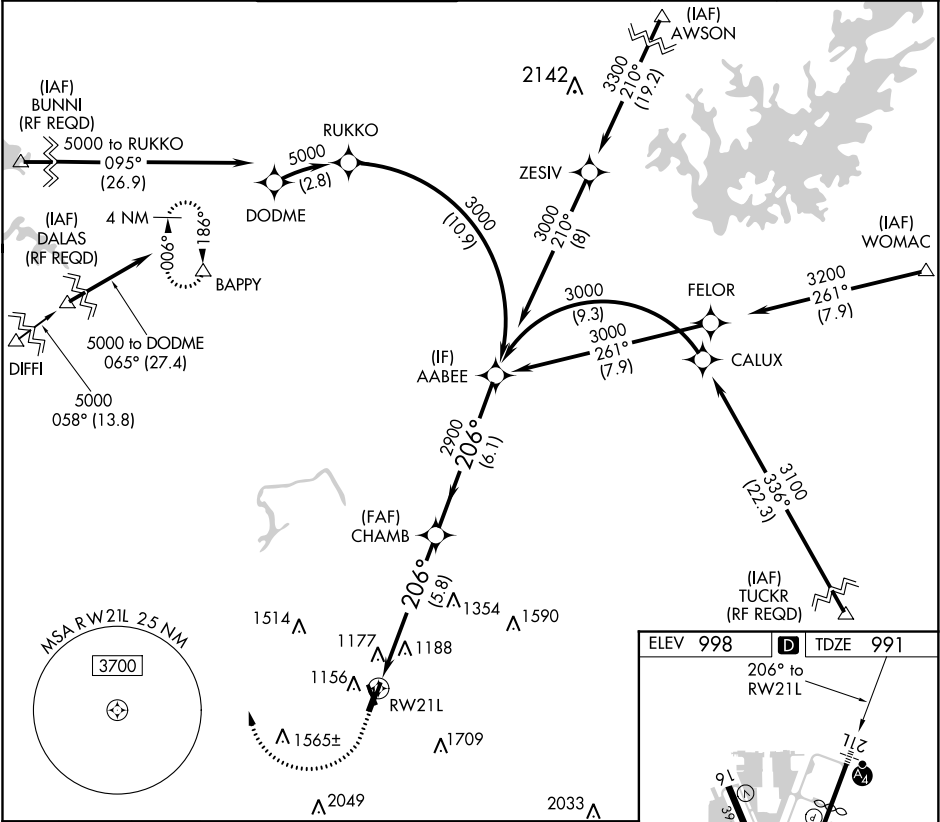 (IAF)
AWSON
2142
3300
210°
(19.2)
(IAF)
BUNNI
(RF REQD)
5000 to RUKKO
095°
(26.9)
RUKKO
5000
(2.8)
DODME
3000
(10.9)
ZESIV
3000
210°
(8)
(IAF)
DALAS
(RF REQD)
4 NM
006°
186°
BAPPY
(IAF)
WOMAC
3200
261°
(7.9)
FELOR
3000
(9.3)
3000
261°
(7.9)
CALUX
DIFFI
5000 to DODME
065° (27.4)
5000
058° (13.8)
(IF)
AABEE
2900
206°
(6.1)
3100
336°
(22.3)
(FAF)
CHAMB
206°
(5.8)
(IAF)
TUCKR
(RF REQD)
1514
1354
1590
1177
1188
1156
RW21L
1565±
1709
2049
2033
MSA RW21L 25 NM
3700
ELEV 998
D
TDZE 991
206° to
RW21L
21L
A4
16
39
N
P